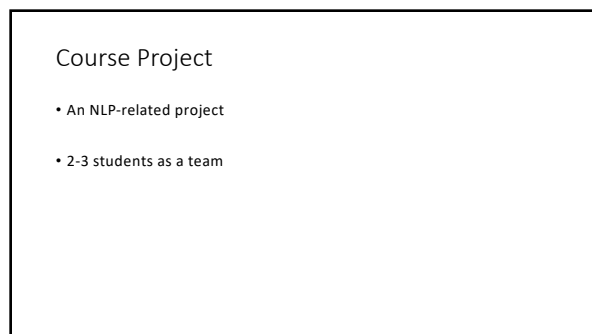 Course Project
• An NLP-related project
• 2-3 students as a team